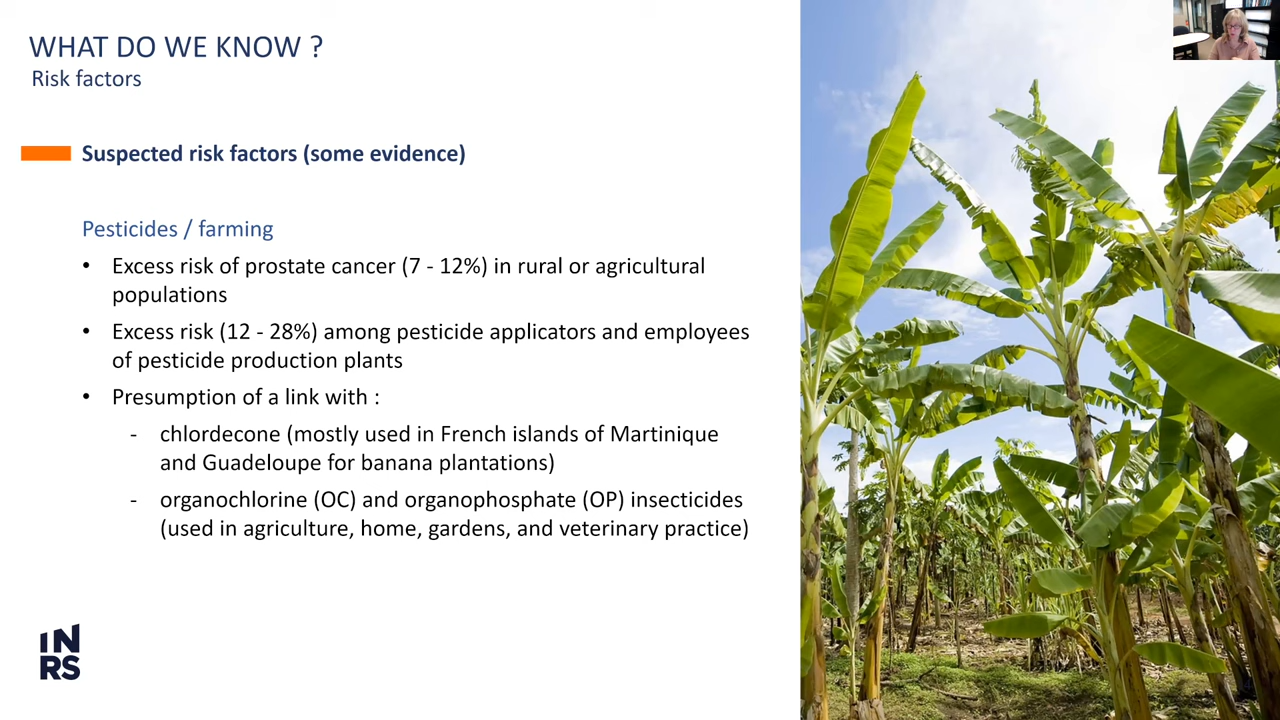 WHAT DO WE KNOW ?
Risk factors
Suspected risk factors (some evidence)
Pesticides / farming
• Excess risk of prostate cancer (7 - 12%) in rural or agricultural
populations
• Excess risk (12 - 28%) among pesticide applicators and employees
of pesticide production plants
• Presumption of a link with :
- chlordecone (mostly used in French islands of Martinique
and Guadeloupe for banana plantations)
- organochlorine (OC) and organophosphate (OP) insecticides
(used in agriculture, home, gardens, and veterinary practice)
IN
RS